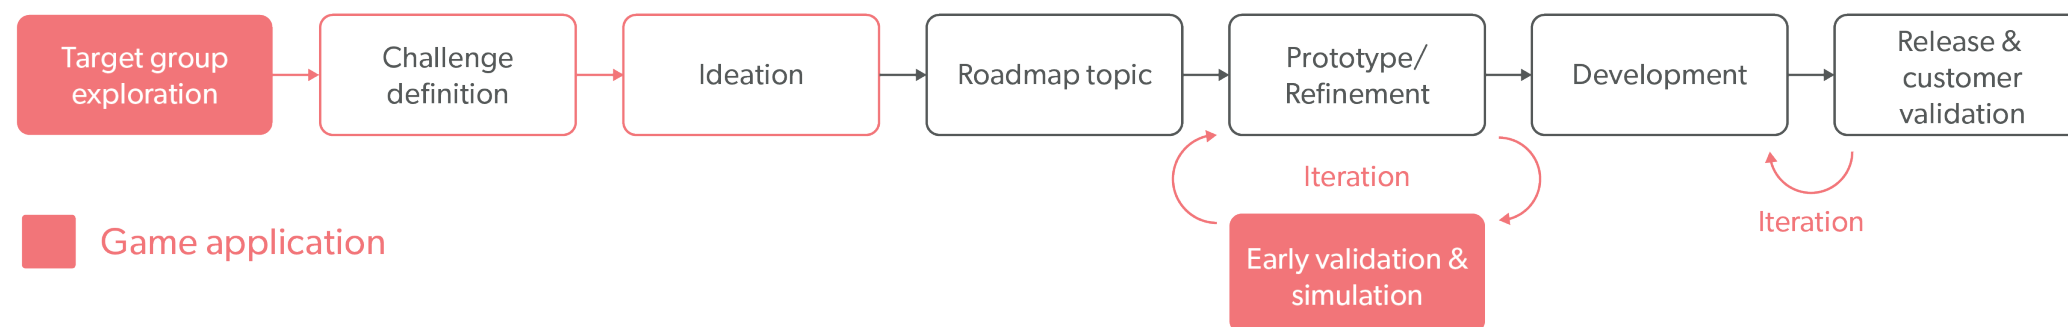 Target group
exploration
Challenge
definition
Ideation
Roadmap topic
Prototype/
Refinement
Development
Release &
customer
validation
Iteration
Iteration
Game application
Early validation &
simulation